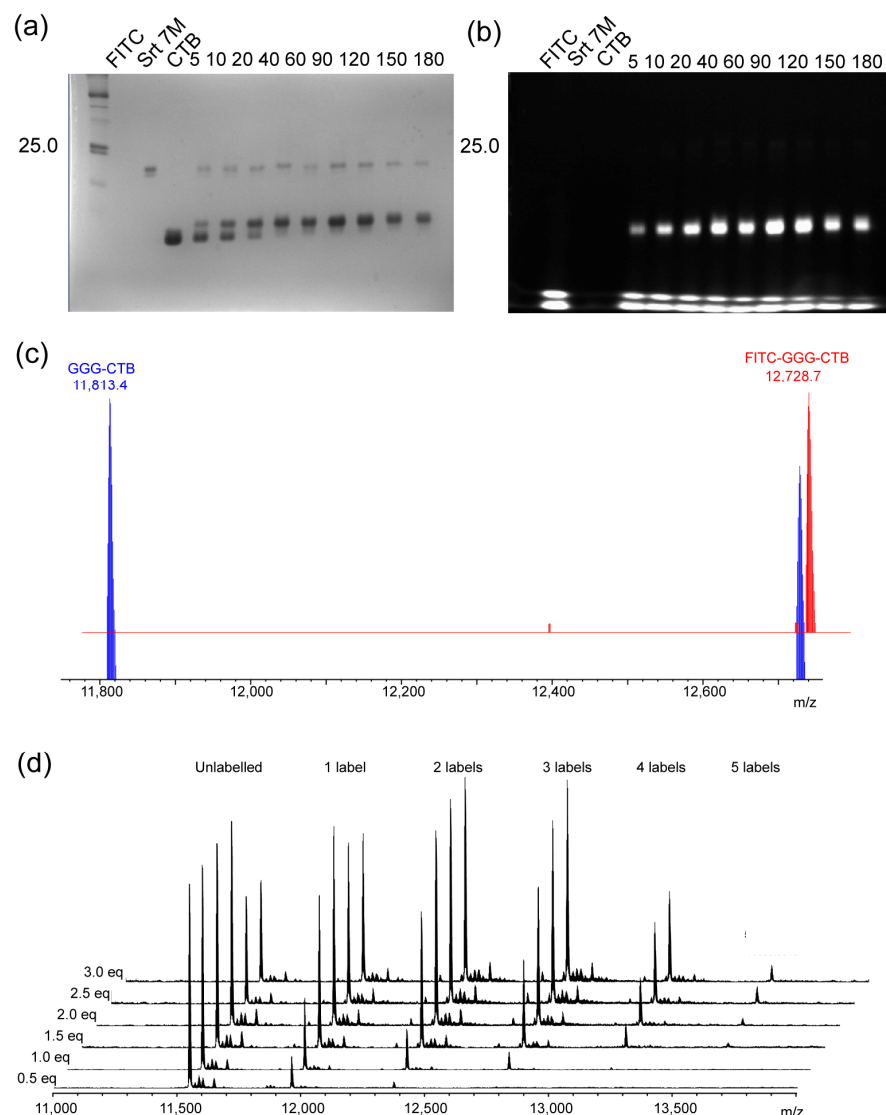 (a)
FITC
Srt 7M
CTB
5 10 20 40 60 90 120 150 180
25.0
(b)
FITC
Srt 7M
CTB
5 10 20 40 60 90 120 150 180
25.0
(c)
GGG-CTB
11,813.4
FITC-GGG-CTB
12,728.7
11,800 12,000 12,200 12,400 12,600
m/z
(d)
Unlabelled 1 label 2 labels 3 labels 4 labels 5 labels
3.0 eq
2.5 eq
2.0 eq
1.5 eq
1.0 eq
0.5 eq
11,000 11,500 12,000 12,500 13,000 13,500
m/z